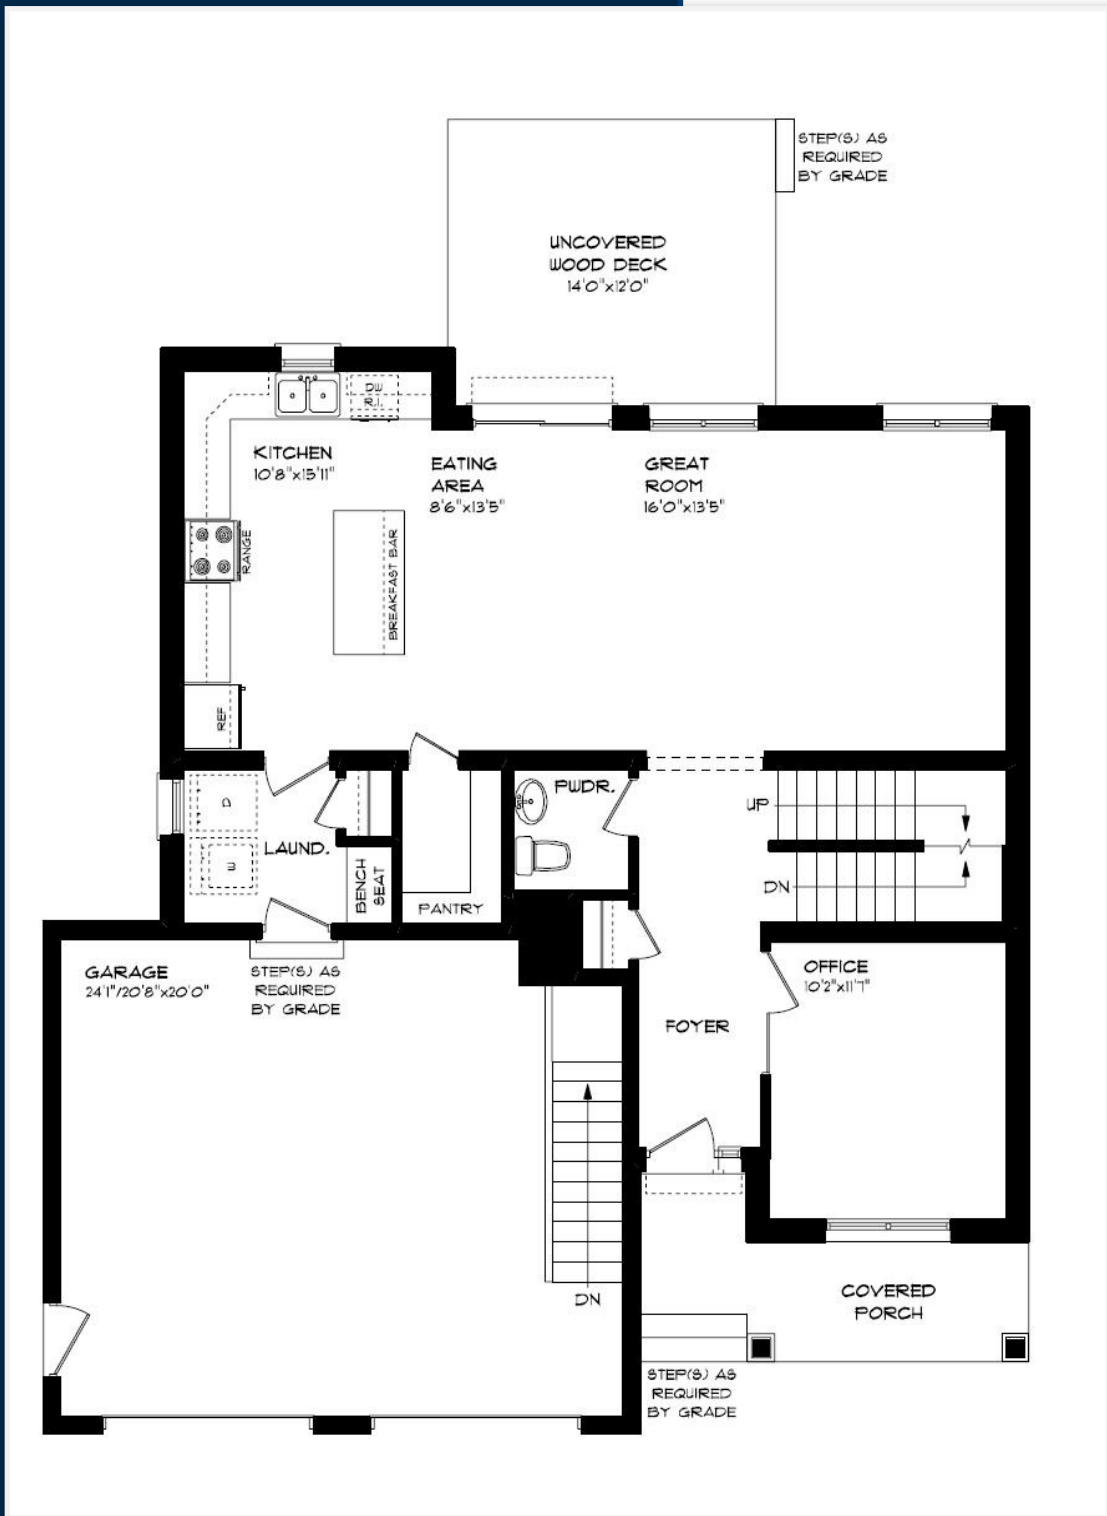 STEP(S) AS
REQUIRED
BY GRADE
UNCOVERED
WOOD DECK
14'0"x12'0"
DW
R.I.
KITCHEN
10'8"x15'11"
EATING
AREA
8'6"x13'5"
GREAT
ROOM
16'0"x13'5"
RANGE
BREAKFAST BAR
REF
D
W
LAUND.
BENCH
SEAT
PANTRY
PWDR.
UP
DN
GARAGE
24'1"/20'8"x20'0"
STEP(S) AS
REQUIRED
BY GRADE
OFFICE
10'2"x11'7"
FOYER
DN
COVERED
PORCH
STEP(S) AS
REQUIRED
BY GRADE